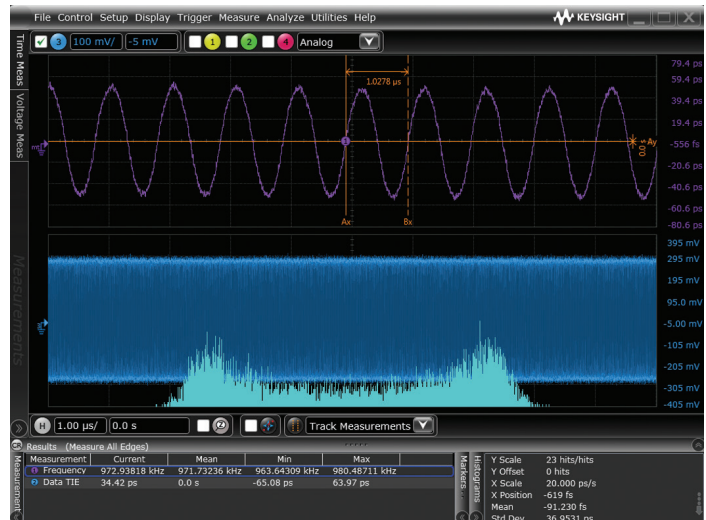 File Control Setup Display Trigger Measure Analyze Utilities Help
KEYSIGHT
3 100 mV/ -5 mV 1 2 4 Analog
Time Meas
Voltage Meas
Measurements
1.0278 µs
Ax
Bx
0.0 s Ay
79.4 ps
59.4 ps
39.4 ps
19.4 ps
-556 fs
-20.6 ps
-40.6 ps
-60.6 ps
-80.6 ps
395 mV
295 mV
195 mV
95.0 mV
-5.00 mV
-105 mV
-205 mV
-305 mV
-405 mV
H 1.00 µs/ 0.0 s Track Measurements
Results (Measure All Edges)
Measurement Current Mean Min Max
1 Frequency 972.93818 kHz 971.73236 kHz 963.64309 kHz 980.48711 kHz
2 Data TIE 34.42 ps 0.0 s -65.08 ps 63.97 ps
Measurement
Markers
Histograms
Y Scale 23 hits/hits
Y Offset 0 hits
X Scale 20.000 ps/s
X Position -619 fs
Mean -91.230 fs
Std Dev 36.9531 ps